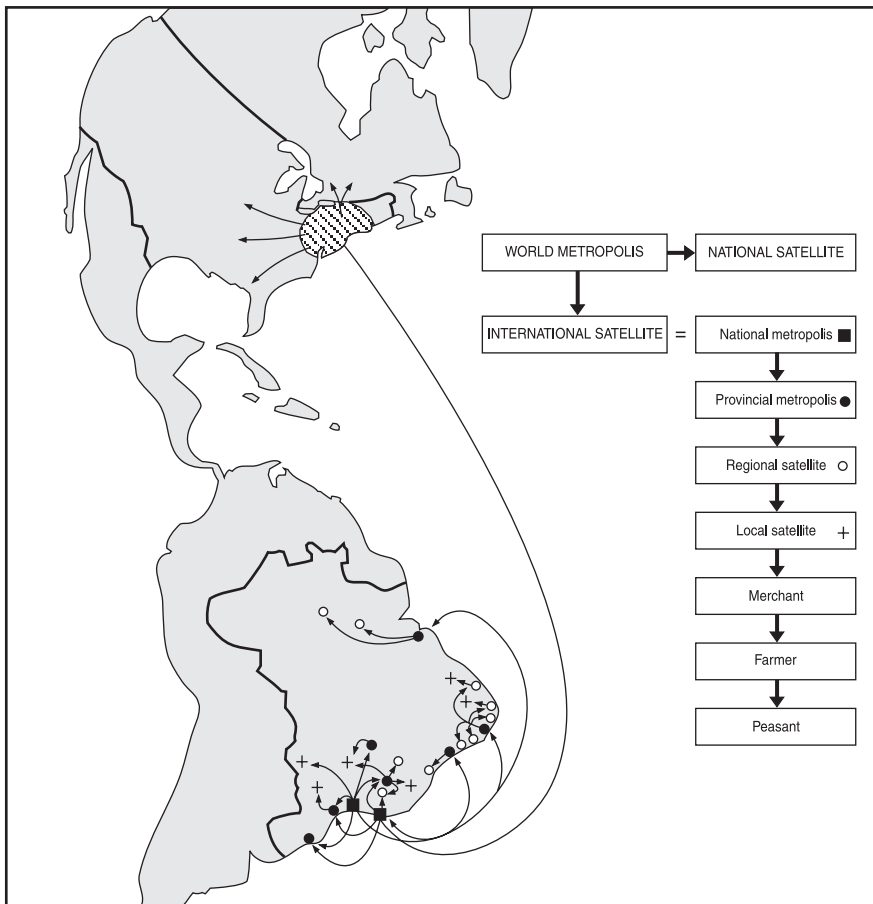 WORLD METROPOLIS
NATIONAL SATELLITE
INTERNATIONAL SATELLITE
=
National metropolis
Provincial metropolis
Regional satellite
Local satellite
Merchant
Farmer
Peasant